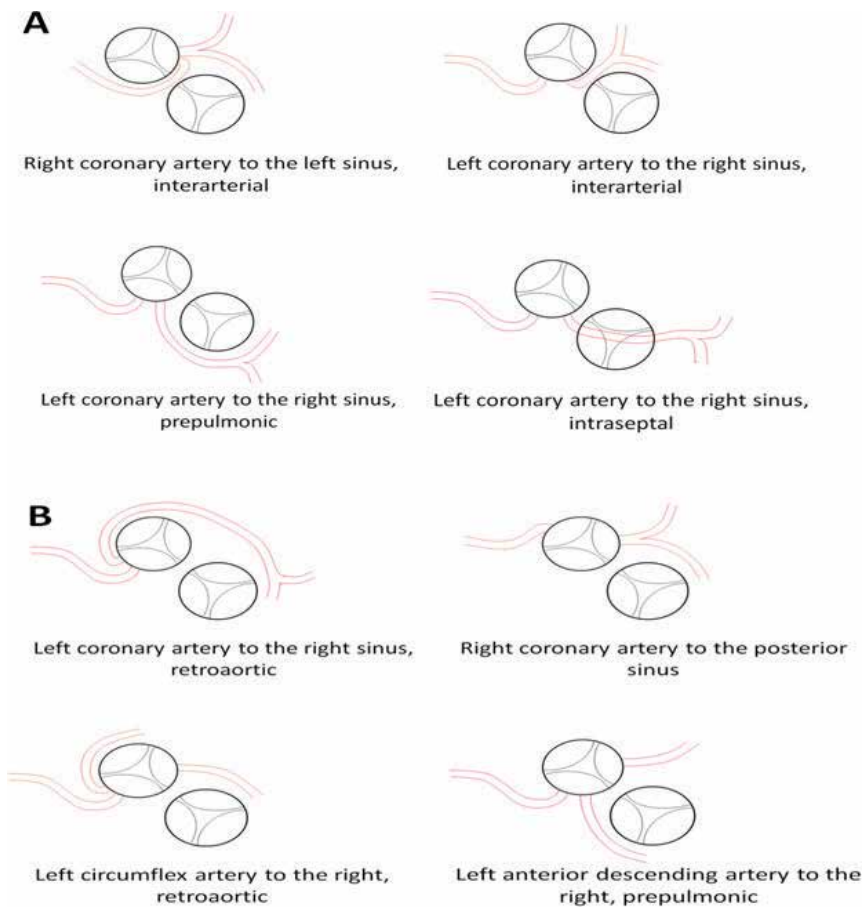 A
Right coronary artery to the left sinus,
interarterial
Left coronary artery to the right sinus,
interarterial
Left coronary artery to the right sinus,
prepulmonic
Left coronary artery to the right sinus,
intraseptal
B
Left coronary artery to the right sinus,
retroaortic
Right coronary artery to the posterior
sinus
Left circumflex artery to the right,
retroaortic
Left anterior descending artery to the
right, prepulmonic